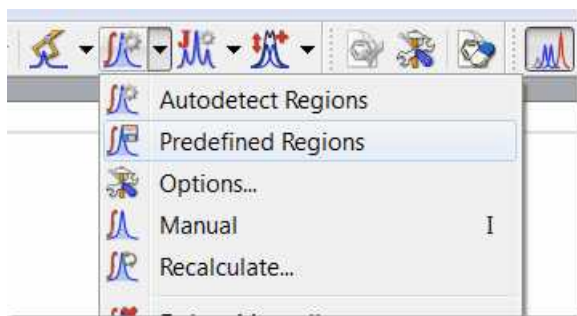 Autodetect Regions
Predefined Regions
Options...
Manual I
Recalculate...